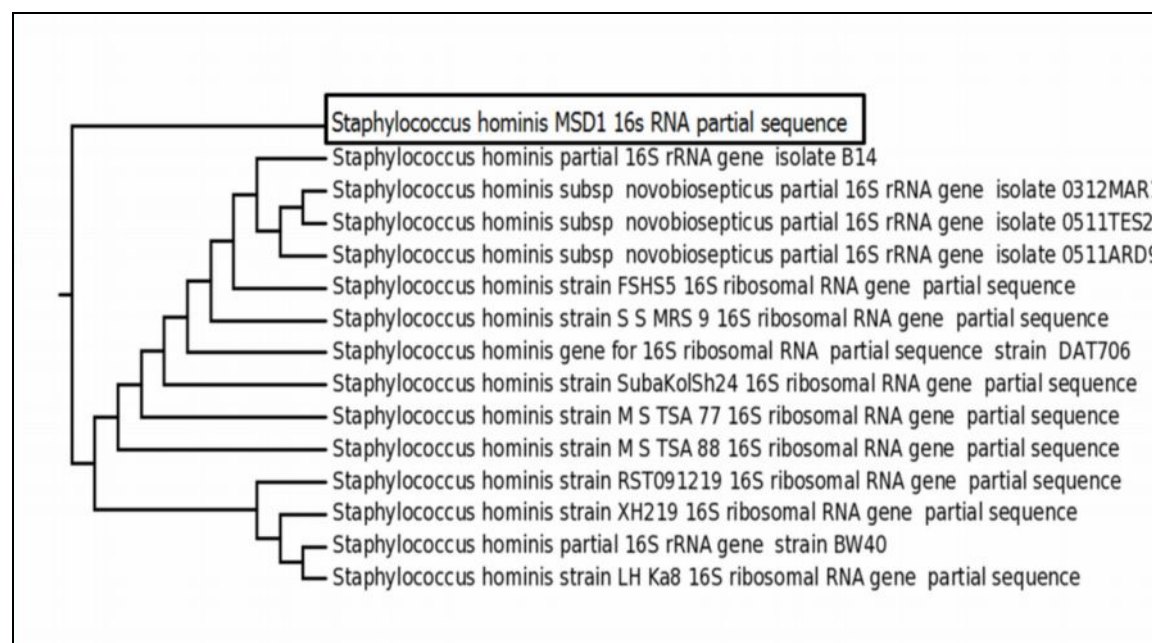 Staphylococcus hominis MSD1 16s RNA partial sequence
Staphylococcus hominis partial 16S rRNA gene isolate B14
Staphylococcus hominis subsp novobiosepticus partial 16S rRNA gene isolate 0312MAR1
Staphylococcus hominis subsp novobiosepticus partial 16S rRNA gene isolate 0511TES2
Staphylococcus hominis subsp novobiosepticus partial 16S rRNA gene isolate 0511ARD9
Staphylococcus hominis strain FSHS5 16S ribosomal RNA gene partial sequence
Staphylococcus hominis strain S S MRS 9 16S ribosomal RNA gene partial sequence
Staphylococcus hominis gene for 16S ribosomal RNA partial sequence strain DAT706
Staphylococcus hominis strain SubaKolSh24 16S ribosomal RNA gene partial sequence
Staphylococcus hominis strain M S TSA 77 16S ribosomal RNA gene partial sequence
Staphylococcus hominis strain M S TSA 88 16S ribosomal RNA gene partial sequence
Staphylococcus hominis strain RST091219 16S ribosomal RNA gene partial sequence
Staphylococcus hominis strain XH219 16S ribosomal RNA gene partial sequence
Staphylococcus hominis partial 16S rRNA gene strain BW40
Staphylococcus hominis strain LH Ka8 16S ribosomal RNA gene partial sequence